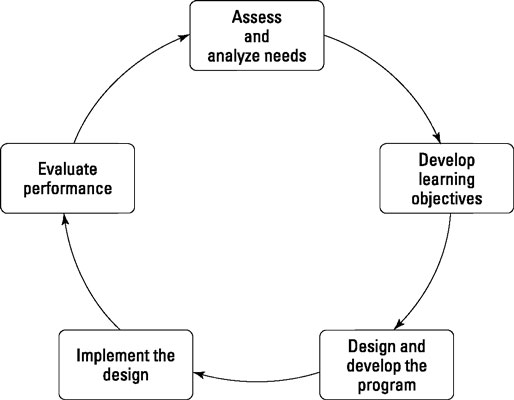 Assess
and
analyze needs
Develop
learning
objectives
Design and
develop the
program
Implement the
design
Evaluate
performance